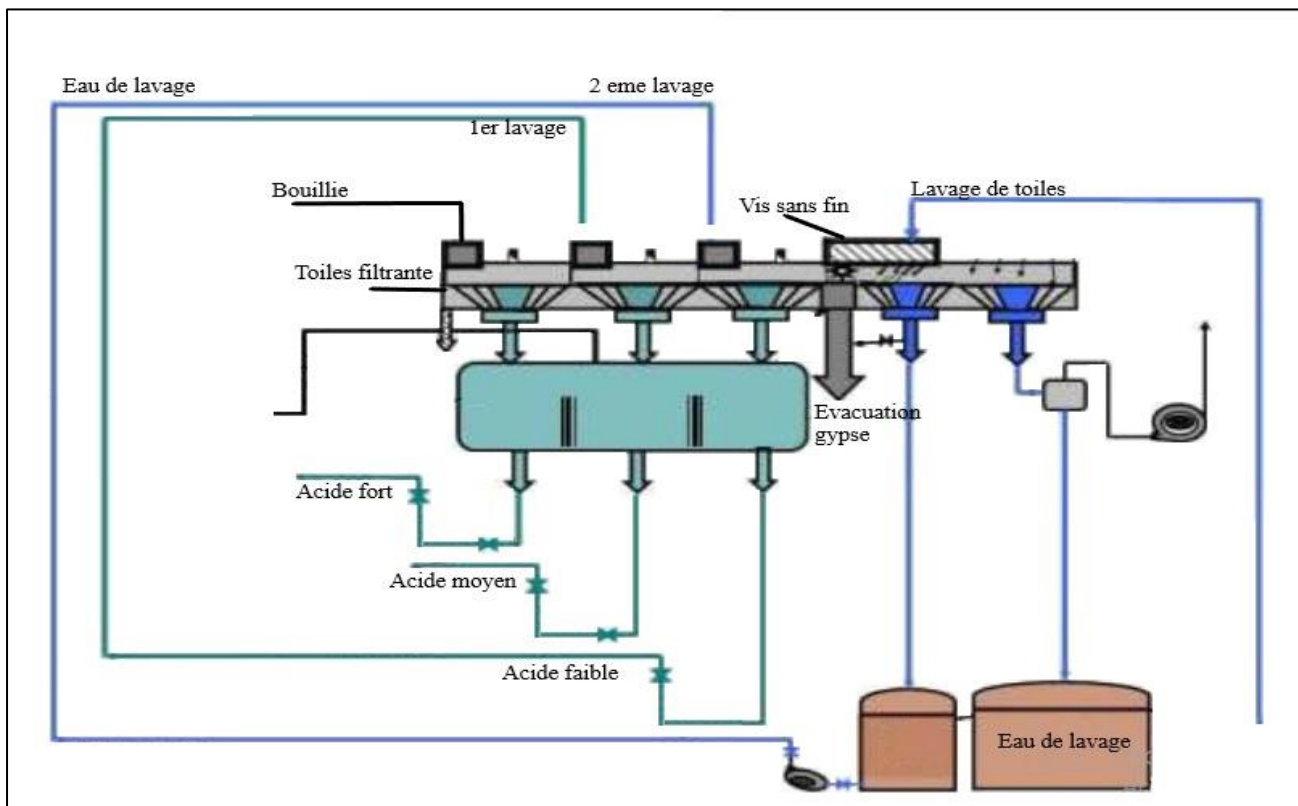 Eau de lavage
2 eme lavage
1er lavage
Bouillie
Lavage de toiles
Vis sans fin
Toiles filtrante
Evacuation
gypse
Acide fort
Acide moyen
Acide faible
Eau de lavage